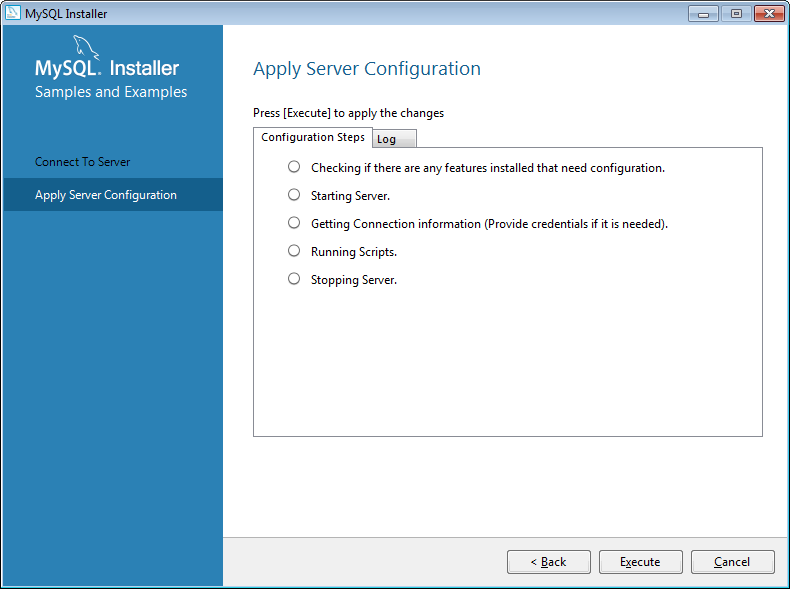 MySQL Installer
MySQL. Installer
Samples and Examples
Connect To Server
Apply Server Configuration
Apply Server Configuration
Press [Execute] to apply the changes
Configuration Steps
Log
Checking if there are any features installed that need configuration.
Starting Server.
Getting Connection information (Provide credentials if it is needed).
Running Scripts.
Stopping Server.
< Back
Execute
Cancel